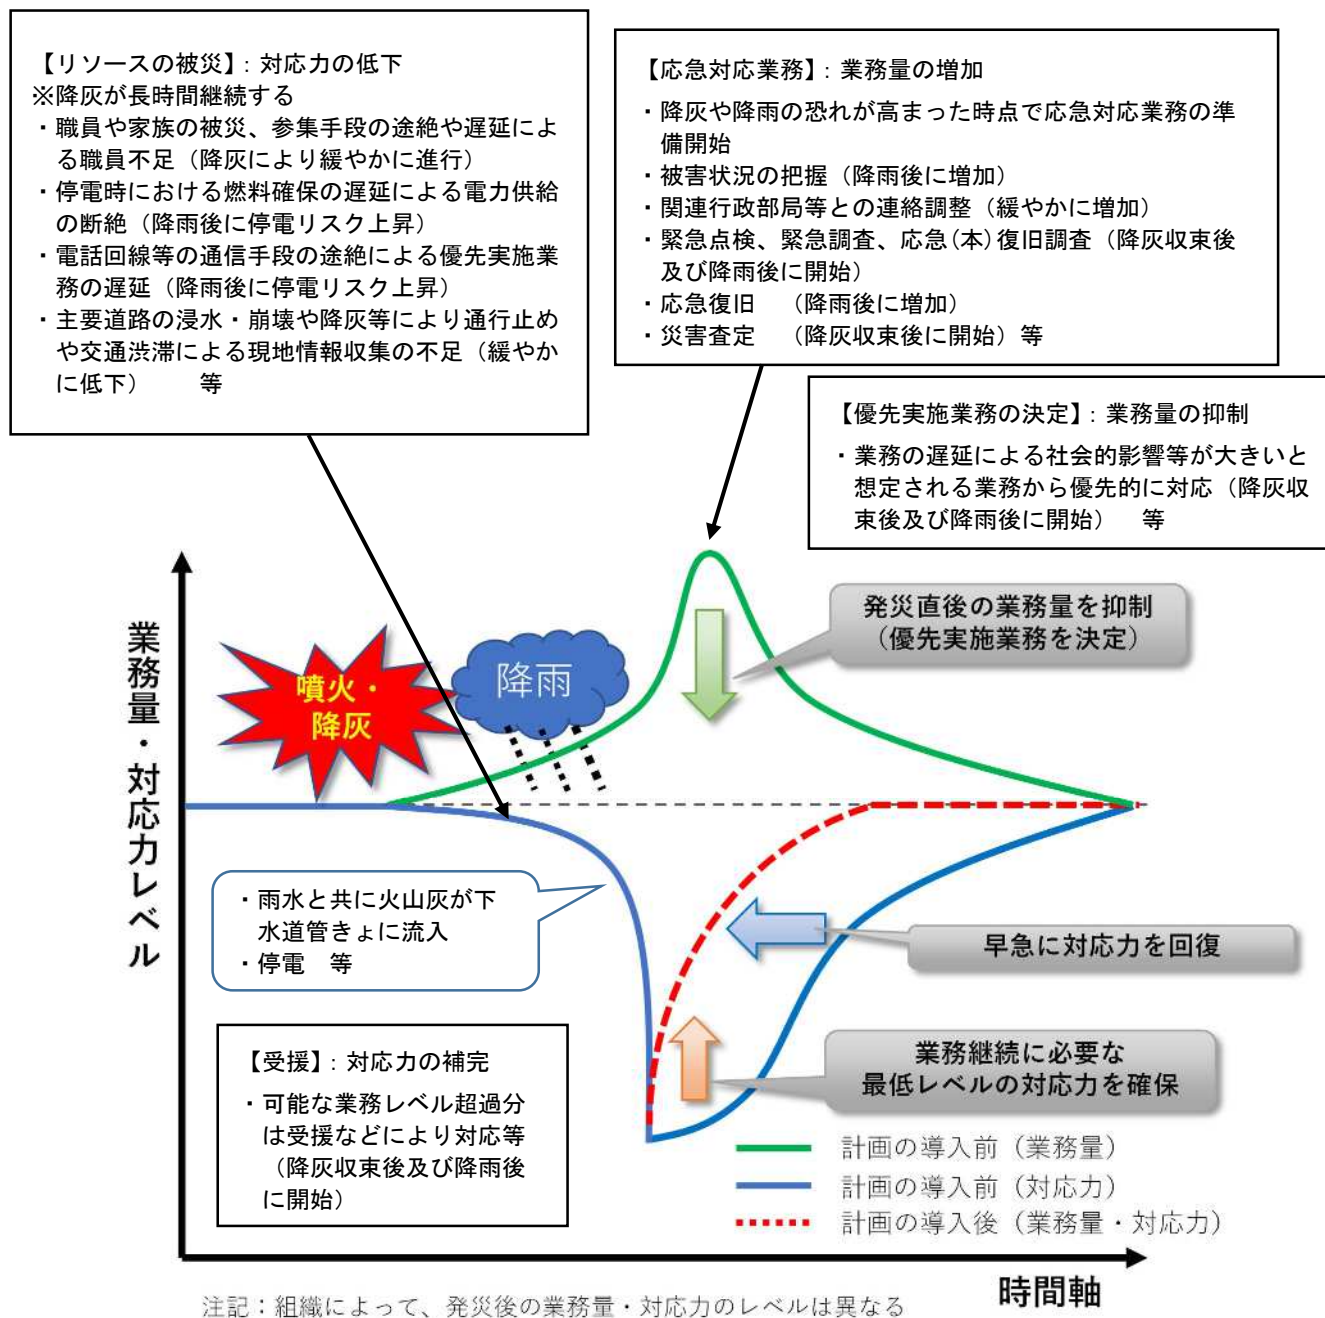 【リソースの被災】：対応力の低下
※降灰が長時間継続する
・職員や家族の被災、参集手段の途絶や遅延によ
る職員不足（降灰により緩やかに進行）
・停電時における燃料確保の遅延による電力供給
の断絶（降雨後に停電リスク上昇）
・電話回線等の通信手段の途絶による優先実施業
務の遅延（降雨後に停電リスク上昇）
・主要道路の浸水・崩壊や降灰等により通行止め
や交通渋滞による現地情報収集の不足（緩やか
に低下）　　等
【応急対応業務】：業務量の増加
・降灰や降雨の恐れが高まった時点で応急対応業務の準
備開始
・被害状況の把握（降雨後に増加）
・関連行政部局等との連絡調整（緩やかに増加）
・緊急点検、緊急調査、応急(本)復旧調査（降灰収束後
及び降雨後に開始）
・応急復旧　（降雨後に増加）
・災害査定　（降灰収束後に開始）等
【優先実施業務の決定】：業務量の抑制
・業務の遅延による社会的影響等が大きいと
想定される業務から優先的に対応（降灰収
束後及び降雨後に開始）　等
業務量・対応力レベル
噴火・
降灰
降雨
発災直後の業務量を抑制
（優先実施業務を決定）
・雨水と共に火山灰が下
水道管きょに流入
・停電　等
早急に対応力を回復
業務継続に必要な
最低レベルの対応力を確保
【受援】：対応力の補完
・可能な業務レベル超過分
は受援などにより対応等
（降灰収束後及び降雨後
に開始）
計画の導入前（業務量）
計画の導入前（対応力）
計画の導入後（業務量・対応力）
時間軸
注記：組織によって、発災後の業務量・対応力のレベルは異なる